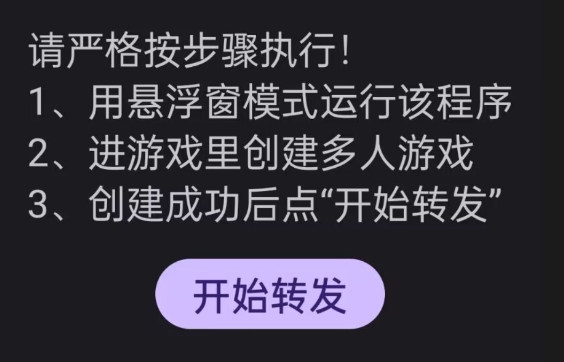 请严格按步骤执行！
1、用悬浮窗模式运行该程序
2、进游戏里创建多人游戏
3、创建成功后点“开始转发”
开始转发